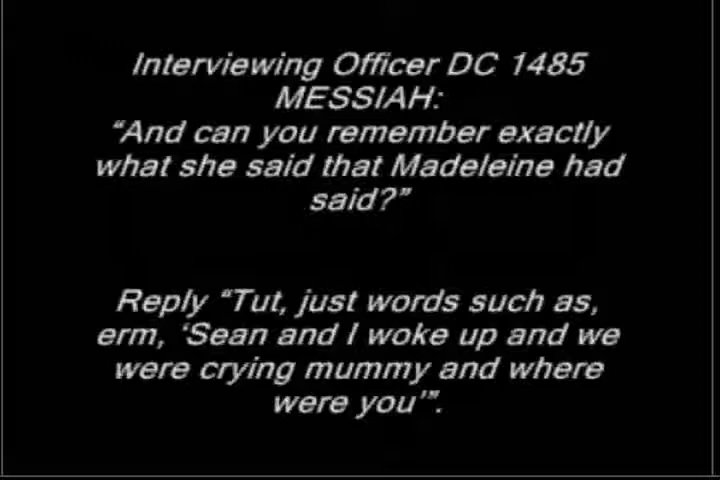 Interviewing Officer DC 1485
MESSIAH:
“And can you remember exactly
what she said that Madeleine had
said?”
Reply “Tut, just words such as,
erm, ‘Sean and I woke up and we
were crying mummy and where
were you’”.